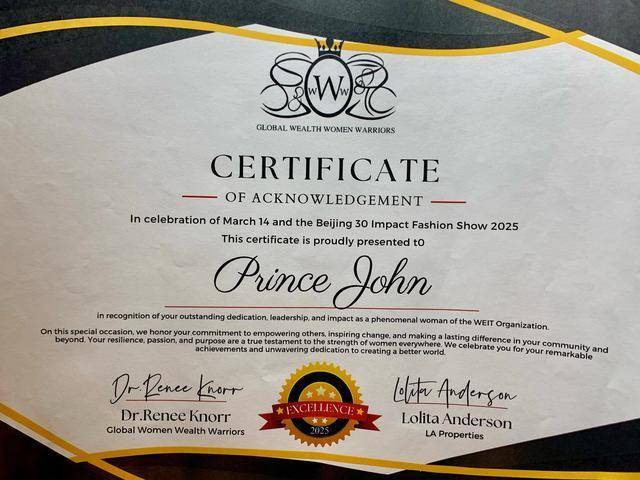 W W W
GLOBAL WEALTH WOMEN WARRIORS
CERTIFICATE
OF ACKNOWLEDGEMENT
In celebration of March 14 and the Beijing 30 Impact Fashion Show 2025
This certificate is proudly presented t0
Prince John
in recognition of your outstanding dedication, leadership, and impact as a phenomenal woman of the WEIT Organization.
On this special occasion, we honor your commitment to empowering others, inspiring change, and making a lasting difference in your community and
beyond. Your resilience, passion, and purpose are a true testament to the strength of women everywhere. We celebrate you for your remarkable
achievements and unwavering dedication to creating a better world.
Dr. Renee Knorr
Dr.Renee Knorr
Global Women Wealth Warriors
EXCELLENCE
2025
Lolita Anderson
Lolita Anderson
LA Properties